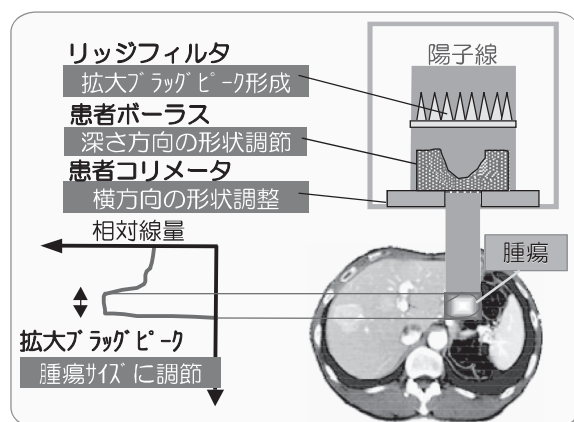 リッジフィルタ
拡大ブラッグピーク形成
患者ボーラス
深さ方向の形状調節
患者コリメータ
横方向の形状調整
陽子線
相対線量
腫瘍
拡大ブラッグピーク
腫瘍サイズに調節